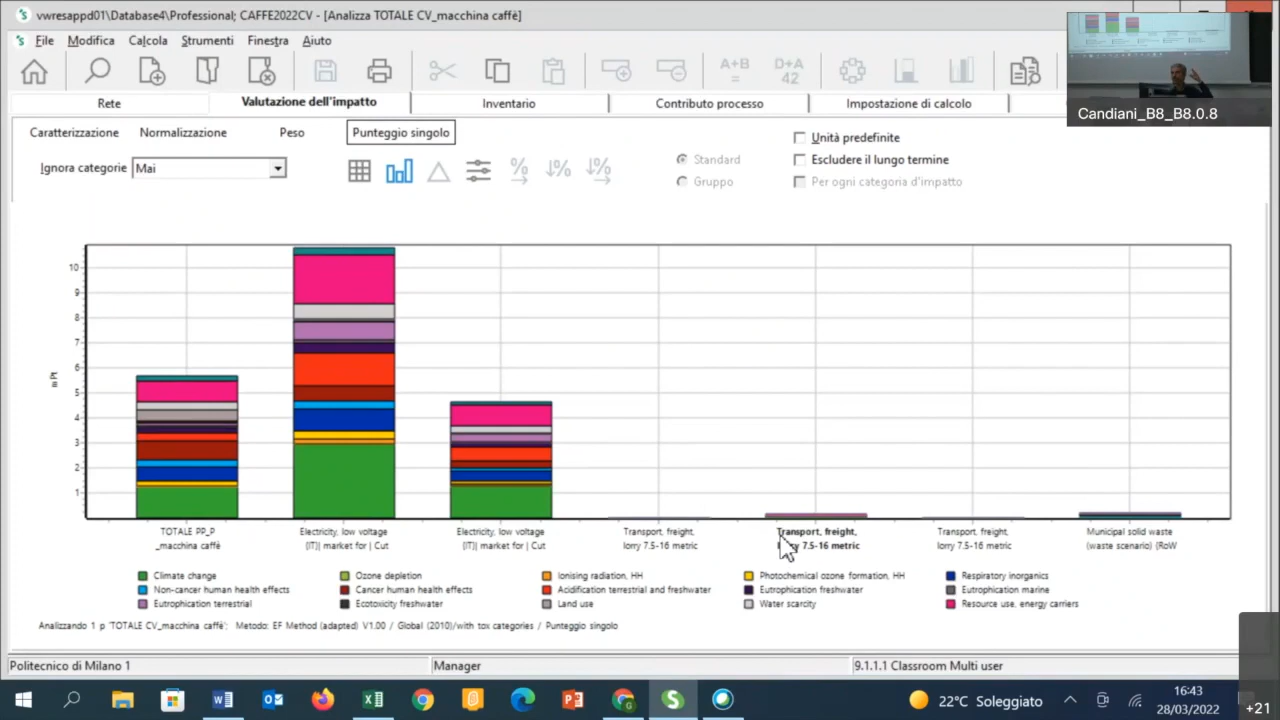 vwresappd01\Database4\Professional; CAFFE2022CV - [Analizza TOTALE CV_macchina caffè]
File Modifica Calcola Strumenti Finestra Aiuto
A+B = D+A 42
Rete Valutazione dell'impatto Inventario Contributo processo Impostazione di calcolo
Candiani_B8_B8.0.8
Caratterizzazione Normalizzazione Peso Punteggio singolo
Unità predefinite
Ignora categorie Mai
Standard
Escludere il lungo termine
Gruppo
Per ogni categoria d'impatto
m Pt
10
9
8
7
6
5
4
3
2
1
TOTALE PP_P
_macchina caffè
Electricity, low voltage
{IT}| market for | Cut
Electricity, low voltage
{IT}| market for | Cut
Transport, freight,
lorry 7.5-16 metric
Transport, freight,
lorry 7.5-16 metric
Transport, freight,
lorry 7.5-16 metric
Municipal solid waste
(waste scenario) {RoW
Climate change Ozone depletion Ionising radiation, HH Photochemical ozone formation, HH Respiratory inorganics
Non-cancer human health effects Cancer human health effects Acidification terrestrial and freshwater Eutrophication freshwater Eutrophication marine
Eutrophication terrestrial Ecotoxicity freshwater Land use Water scarcity Resource use, energy carriers
Analizzando 1 p 'TOTALE CV_macchina caffè'; Metodo: EF Method (adapted) V1.00 / Global (2010)/with tox categories / Punteggio singolo
Politecnico di Milano 1 Manager 9.1.1.1 Classroom Multi user
22°C Soleggiato
16:43
28/03/2022
+21